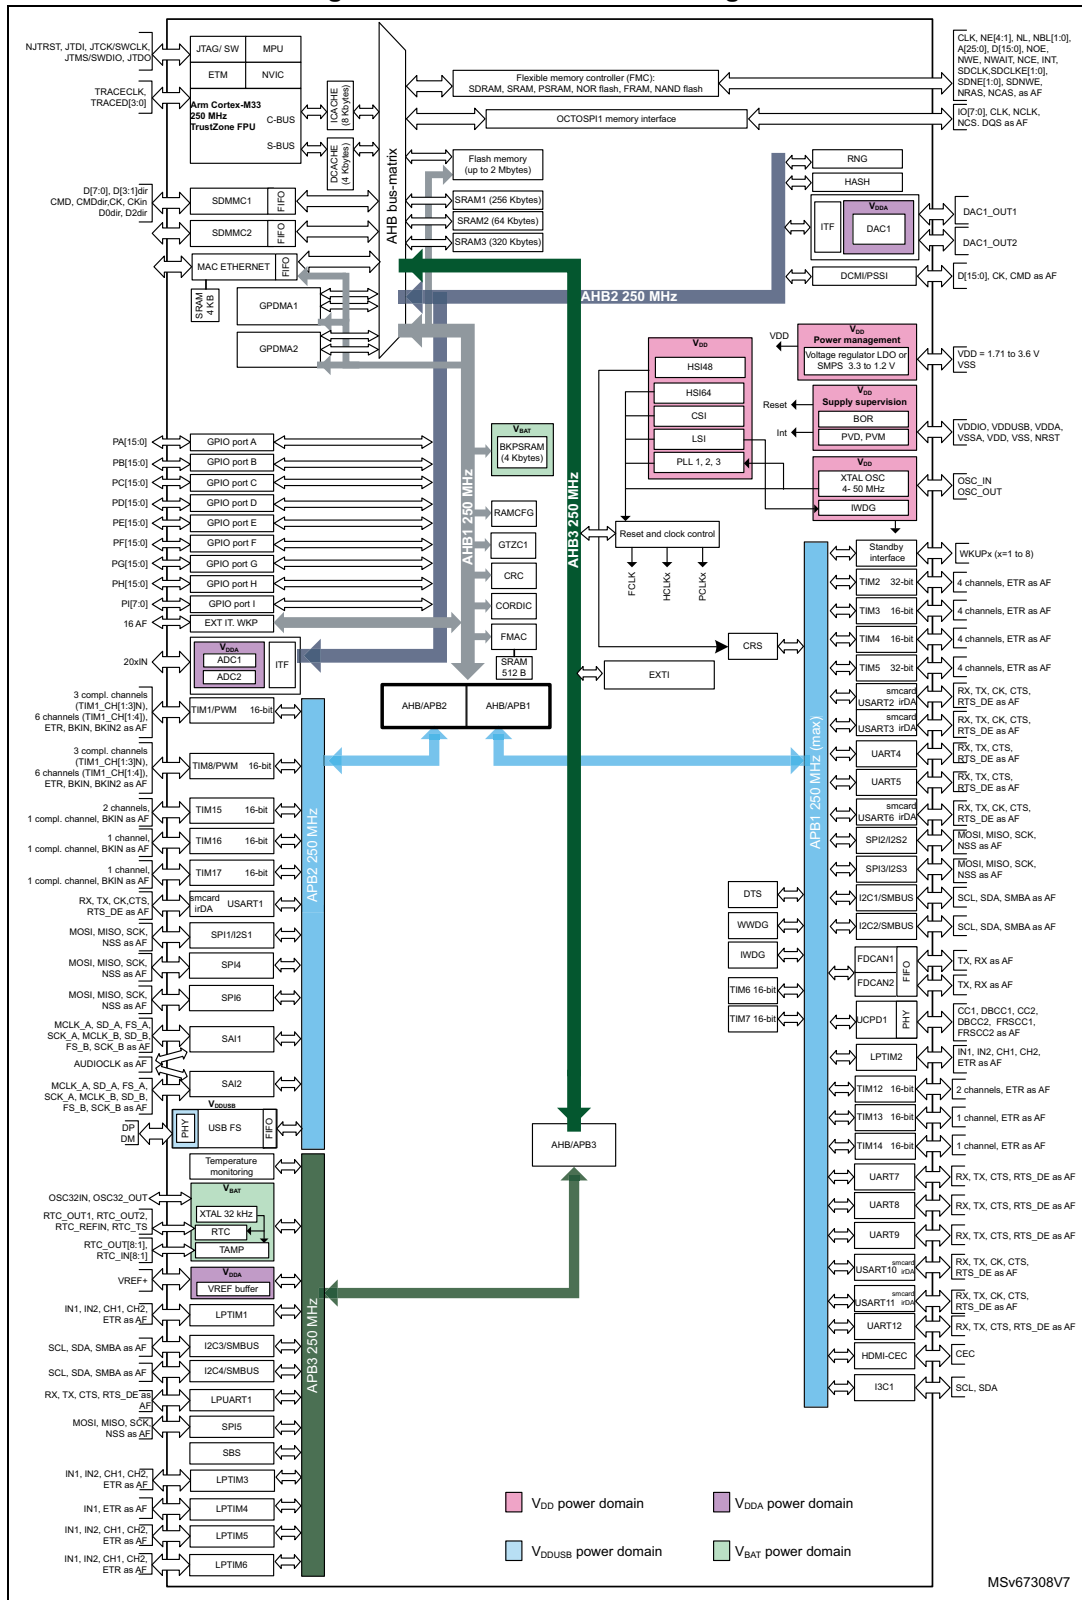 NJTRST, JTDI, JTCK/SWCLK,
JTMS/SWDIO, JTDO
TRACECLK,
TRACED[3:0]
JTAG/ SW
MPU
ETM
NVIC
Arm Cortex-M33
250 MHz
TrustZone FPU
C-BUS
S-BUS
ICACHE
(8 Kbytes)
DCACHE
(4 Kbytes)
AHB bus-matrix
Flexible memory controller (FMC):
SDRAM, SRAM, PSRAM, NOR flash, FRAM, NAND flash
OCTOSPI1 memory interface
CLK, NE[4:1], NL, NBL[1:0],
A[25:0], D[15:0], NOE,
NWE, NWAIT, NCE, INT,
SDCLK,SDCLKE[1:0],
SDNE[1:0], SDNWE,
NRAS, NCAS, as AF
IO[7:0], CLK, NCLK,
NCS. DQS as AF
Flash memory
(up to 2 Mbytes)
SRAM1 (256 Kbytes)
SRAM2 (64 Kbytes)
SRAM3 (320 Kbytes)
RNG
HASH
ITF
VDDA
DAC1
DAC1_OUT1
DAC1_OUT2
DCMI/PSSI
D[15:0], CK, CMD as AF
D[7:0], D[3:1]dir
CMD, CMDdir,CK, CKin
D0dir, D2dir
SDMMC1
FIFO
SDMMC2
FIFO
MAC ETHERNET
FIFO
SRAM
4 KB
GPDMA1
GPDMA2
AHB2 250 MHz
AHB1 250 MHz
AHB3 250 MHz
VDD
HSI48
HSI64
CSI
LSI
PLL 1, 2, 3
VDD
VDD
Power management
Voltage regulator LDO or
SMPS 3.3 to 1.2 V
VDD = 1.71 to 3.6 V
VSS
Reset
Int
VDD
Supply supervision
BOR
PVD, PVM
VDDIO, VDDUSB, VDDA,
VSSA, VDD, VSS, NRST
VDD
XTAL OSC
4- 50 MHz
IWDG
OSC_IN
OSC_OUT
Reset and clock control
FCLK
HCLKx
PCLKx
VBAT
BKPSRAM
(4 Kbytes)
RAMCFG
GTZC1
CRC
CORDIC
FMAC
SRAM
512 B
PA[15:0]
GPIO port A
PB[15:0]
GPIO port B
PC[15:0]
GPIO port C
PD[15:0]
GPIO port D
PE[15:0]
GPIO port E
PF[15:0]
GPIO port F
PG[15:0]
GPIO port G
PH[15:0]
GPIO port H
PI[7:0]
GPIO port I
16 AF
EXT IT. WKP
20xIN
VDDA
ADC1
ADC2
ITF
AHB/APB2
AHB/APB1
CRS
EXTI
3 compl. channels
(TIM1_CH[1:3]N),
6 channels (TIM1_CH[1:4]),
ETR, BKIN, BKIN2 as AF
TIM1/PWM 16-bit
3 compl. channels
(TIM1_CH[1:3]N),
6 channels (TIM1_CH[1:4]),
ETR, BKIN, BKIN2 as AF
TIM8/PWM 16-bit
2 channels,
1 compl. channel, BKIN as AF
TIM15 16-bit
1 channel,
1 compl. channel, BKIN as AF
TIM16 16-bit
1 channel,
1 compl. channel, BKIN as AF
TIM17 16-bit
RX, TX, CK,CTS,
RTS_DE as AF
smcard
irDA
USART1
MOSI, MISO, SCK,
NSS as AF
SPI1/I2S1
MOSI, MISO, SCK,
NSS as AF
SPI4
MOSI, MISO, SCK,
NSS as AF
SPI6
MCLK_A, SD_A, FS_A,
SCK_A, MCLK_B, SD_B,
FS_B, SCK_B as AF
SAI1
AUDIOCLK as AF
MCLK_A, SD_A, FS_A,
SCK_A, MCLK_B, SD_B,
FS_B, SCK_B as AF
SAI2
DP
DM
VDDUSB
PHY
USB FS
FIFO
APB2 250 MHz
Temperature
monitoring
OSC32IN, OSC32_OUT
RTC_OUT1, RTC_OUT2,
RTC_REFIN, RTC_TS
RTC_OUT[8:1],
RTC_IN[8:1]
VBAT
XTAL 32 kHz
RTC
TAMP
VREF+
VDDA
VREF buffer
IN1, IN2, CH1, CH2,
ETR as AF
LPTIM1
SCL, SDA, SMBA as AF
I2C3/SMBUS
SCL, SDA, SMBA as AF
I2C4/SMBUS
RX, TX, CTS, RTS_DE as
AF
LPUART1
MOSI, MISO, SCK,
NSS as AF
SPI5
SBS
IN1, IN2, CH1, CH2,
ETR as AF
LPTIM3
IN1, ETR as AF
LPTIM4
IN1, IN2, CH1, CH2,
ETR as AF
LPTIM5
IN1, IN2, CH1, CH2,
ETR as AF
LPTIM6
APB3 250 MHz
AHB/APB3
DTS
WWDG
IWDG
TIM6 16-bit
TIM7 16-bit
APB1 250 MHz (max)
Standby
interface
WKUPx (x=1 to 8)
TIM2 32-bit
4 channels, ETR as AF
TIM3 16-bit
4 channels, ETR as AF
TIM4 16-bit
4 channels, ETR as AF
TIM5 32-bit
4 channels, ETR as AF
smcard
USART2 irDA
RX, TX, CK, CTS,
RTS_DE as AF
smcard
USART3 irDA
RX, TX, CK, CTS,
RTS_DE as AF
UART4
RX, TX, CTS,
RTS_DE as AF
UART5
RX, TX, CTS,
RTS_DE as AF
smcard
USART6 irDA
RX, TX, CK, CTS,
RTS_DE as AF
SPI2/I2S2
MOSI, MISO, SCK,
NSS as AF
SPI3/I2S3
MOSI, MISO, SCK,
NSS as AF
I2C1/SMBUS
SCL, SDA, SMBA as AF
I2C2/SMBUS
SCL, SDA, SMBA as AF
FDCAN1
TX, RX as AF
FDCAN2
FIFO
TX, RX as AF
UCPD1
PHY
CC1, DBCC1, CC2,
DBCC2, FRSCC1,
FRSCC2 as AF
LPTIM2
IN1, IN2, CH1, CH2,
ETR as AF
TIM12 16-bit
2 channels, ETR as AF
TIM13 16-bit
1 channel, ETR as AF
TIM14 16-bit
1 channel, ETR as AF
UART7
RX, TX, CTS, RTS_DE as AF
UART8
RX, TX, CTS, RTS_DE as AF
UART9
RX, TX, CTS, RTS_DE as AF
smcard
USART10 irDA
RX, TX, CK, CTS,
RTS_DE as AF
smcard
USART11 irDA
RX, TX, CK, CTS,
RTS_DE as AF
UART12
RX, TX, CTS, RTS_DE as AF
HDMI-CEC
CEC
I3C1
SCL, SDA
VDD power domain
VDDA power domain
VDDUSB power domain
VBAT power domain
MSv67308V7